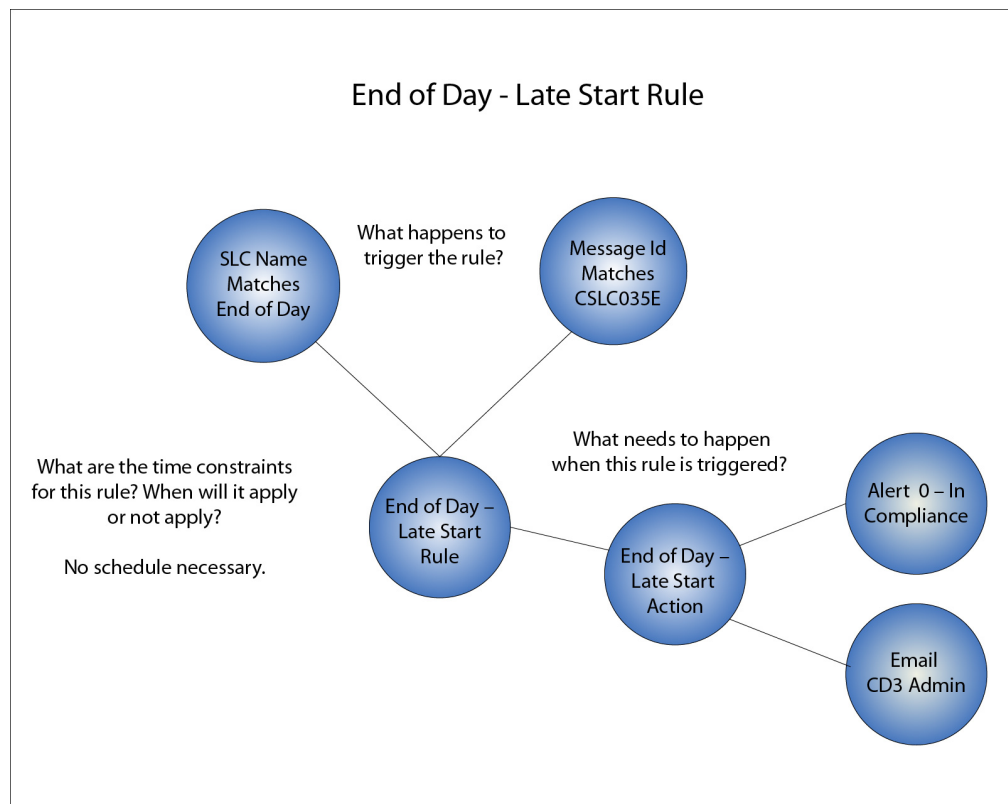 End of Day - Late Start Rule
SLC Name
Matches
End of Day
What happens to
trigger the rule?
Message Id
Matches
CSLC035E
What are the time constraints
for this rule? When will it apply
or not apply?
No schedule necessary.
End of Day –
Late Start
Rule
What needs to happen
when this rule is triggered?
End of Day –
Late Start
Action
Alert 0 – In
Compliance
Email
CD3 Admin